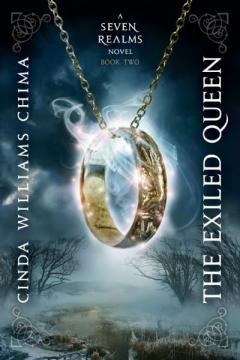 A
SEVEN
REALMS
NOVEL
BOOK TWO
CINDA WILLIAMS CHIMA
THE EXILED QUEEN